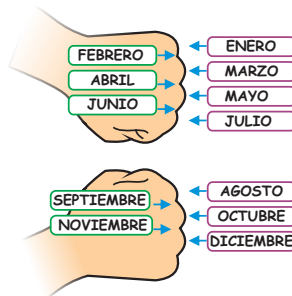 ENERO
FEBRERO
MARZO
ABRIL
MAYO
JUNIO
JULIO
AGOSTO
SEPTIEMBRE
OCTUBRE
NOVIEMBRE
DICIEMBRE